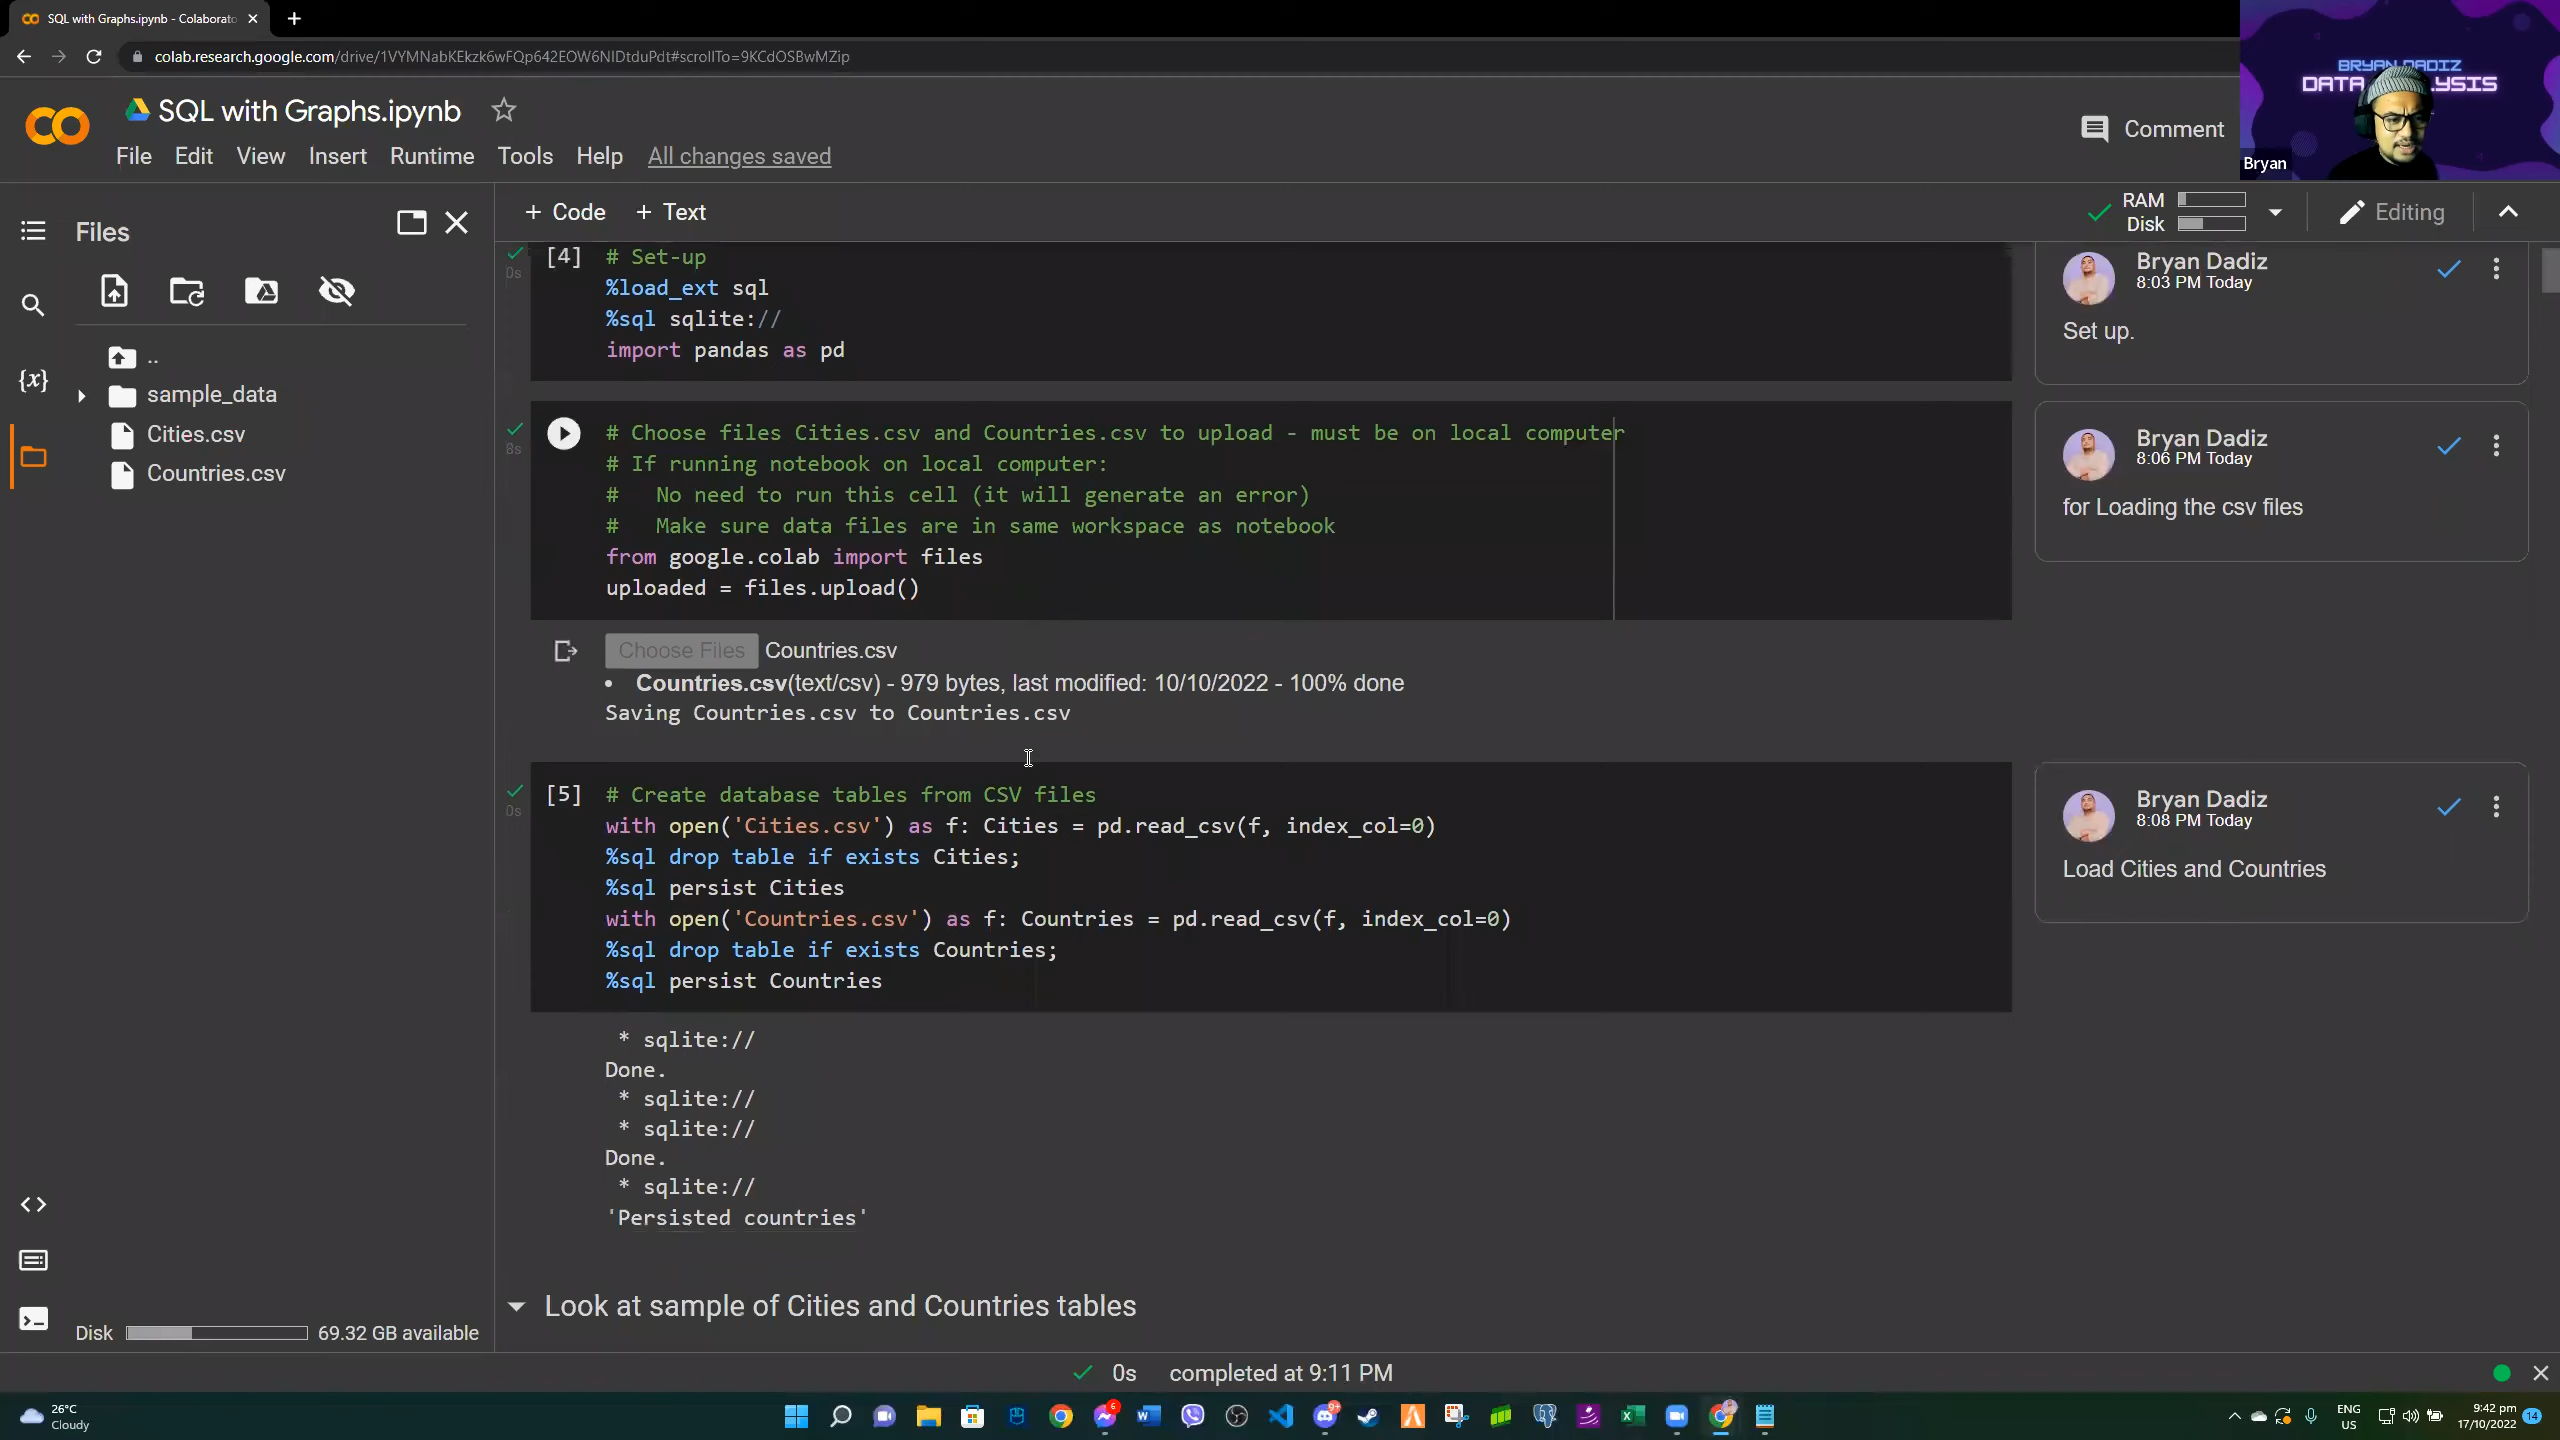 SQL with Graphs.ipynb - Colaborato
colab.research.google.com/drive/1VYMNabKEkzk6wFQp642EOW6NIDtduPdt#scrollTo=9KCdOSBwMZip
BRYAN DADIZ
DATA
YSIS
Bryan
CO
SQL with Graphs.ipynb
File Edit View Insert Runtime Tools Help All changes saved
Comment
Files
+ Code + Text
RAM
Disk
Editing
..
sample_data
Cities.csv
Countries.csv
{x}
0s
[4] # Set-up
%load_ext sql
%sql sqlite://
import pandas as pd
Bryan Dadiz
8:03 PM Today
Set up.
8s
# Choose files Cities.csv and Countries.csv to upload - must be on local computer
# If running notebook on local computer:
#   No need to run this cell (it will generate an error)
#   Make sure data files are in same workspace as notebook
from google.colab import files
uploaded = files.upload()
Bryan Dadiz
8:06 PM Today
for Loading the csv files
Choose Files Countries.csv
• Countries.csv(text/csv) - 979 bytes, last modified: 10/10/2022 - 100% done
Saving Countries.csv to Countries.csv
0s
[5] # Create database tables from CSV files
with open('Cities.csv') as f: Cities = pd.read_csv(f, index_col=0)
%sql drop table if exists Cities;
%sql persist Cities
with open('Countries.csv') as f: Countries = pd.read_csv(f, index_col=0)
%sql drop table if exists Countries;
%sql persist Countries
Bryan Dadiz
8:08 PM Today
Load Cities and Countries
* sqlite://
Done.
* sqlite://
* sqlite://
Done.
* sqlite://
'Persisted countries'
Look at sample of Cities and Countries tables
Disk 69.32 GB available
0s completed at 9:11 PM
26°C
Cloudy
6
9+
ENG
US
9:42 pm
17/10/2022
14